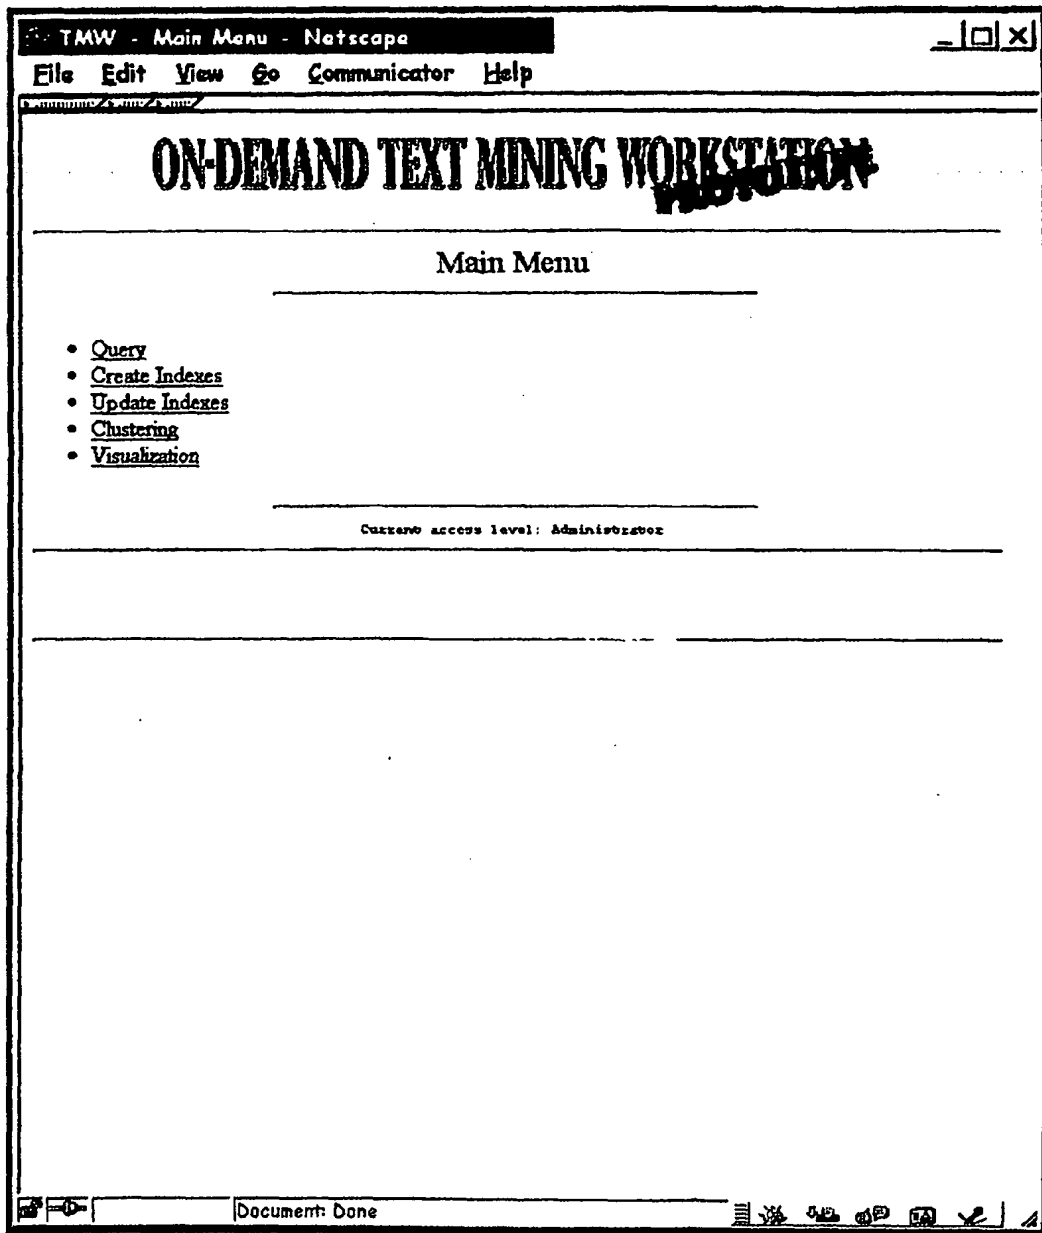 TMW - Main Menu - Netscape
File Edit View Go Communicator Help
ON-DEMAND TEXT MINING WORKSTATION
PROTOTYPE
Main Menu
• Query
• Create Indexes
• Update Indexes
• Clustering
• Visualization
Current access level: Administrator
Document: Done